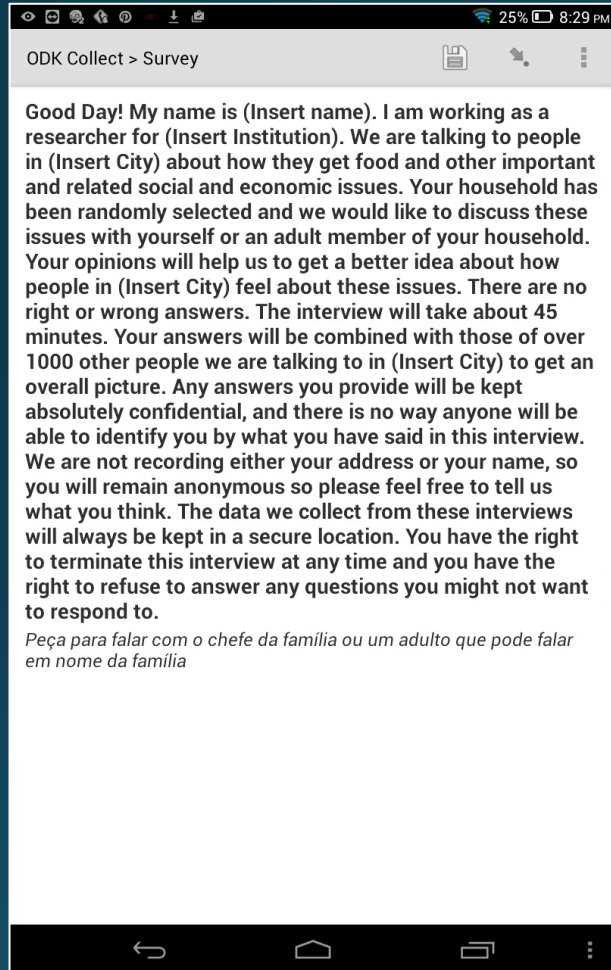 25% 8:29 PM
ODK Collect > Survey
Good Day! My name is (Insert name). I am working as a
researcher for (Insert Institution). We are talking to people
in (Insert City) about how they get food and other important
and related social and economic issues. Your household has
been randomly selected and we would like to discuss these
issues with yourself or an adult member of your household.
Your opinions will help us to get a better idea about how
people in (Insert City) feel about these issues. There are no
right or wrong answers. The interview will take about 45
minutes. Your answers will be combined with those of over
1000 other people we are talking to in (Insert City) to get an
overall picture. Any answers you provide will be kept
absolutely confidential, and there is no way anyone will be
able to identify you by what you have said in this interview.
We are not recording either your address or your name, so
you will remain anonymous so please feel free to tell us
what you think. The data we collect from these interviews
will always be kept in a secure location. You have the right
to terminate this interview at any time and you have the
right to refuse to answer any questions you might not want
to respond to.
Peça para falar com o chefe da família ou um adulto que pode falar
em nome da família